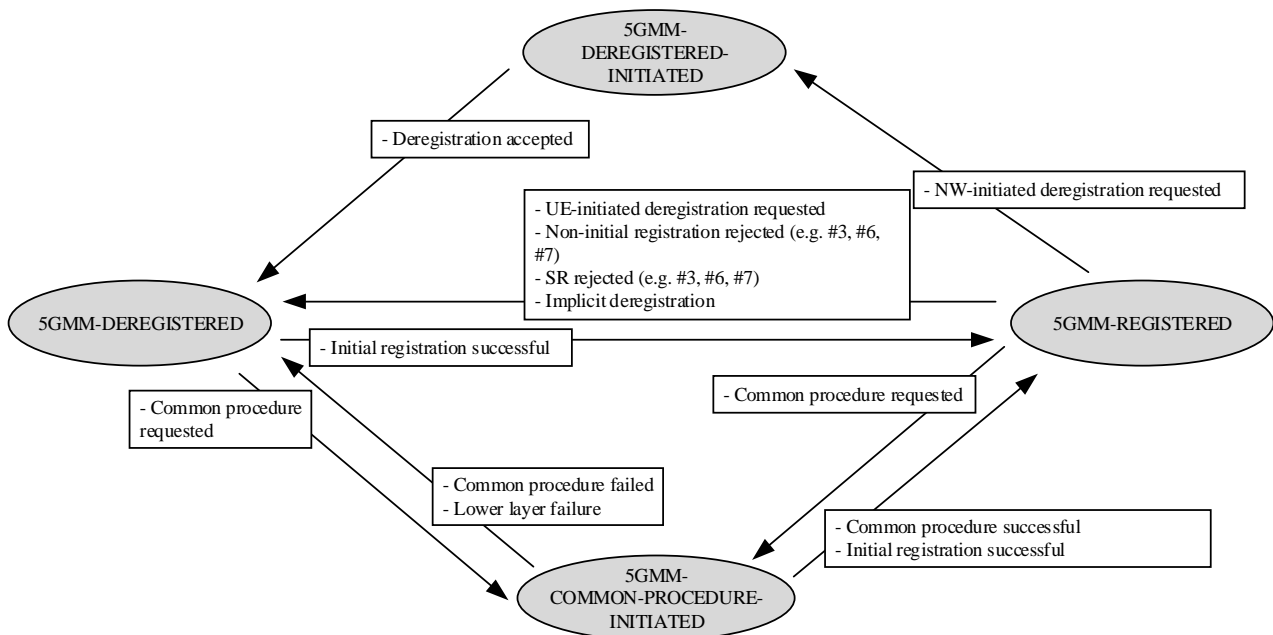 5GMM-
DEREGISTERED-
INITIATED
- Deregistration accepted
- NW-initiated deregistration requested
- UE-initiated deregistration requested
- Non-initial registration rejected (e.g. #3, #6,
#7)
- SR rejected (e.g. #3, #6, #7)
- Implicit deregistration
5GMM-DEREGISTERED
5GMM-REGISTERED
- Initial registration successful
- Common procedure
requested
- Common procedure requested
- Common procedure failed
- Lower layer failure
- Common procedure successful
- Initial registration successful
5GMM-
COMMON-PROCEDURE-
INITIATED